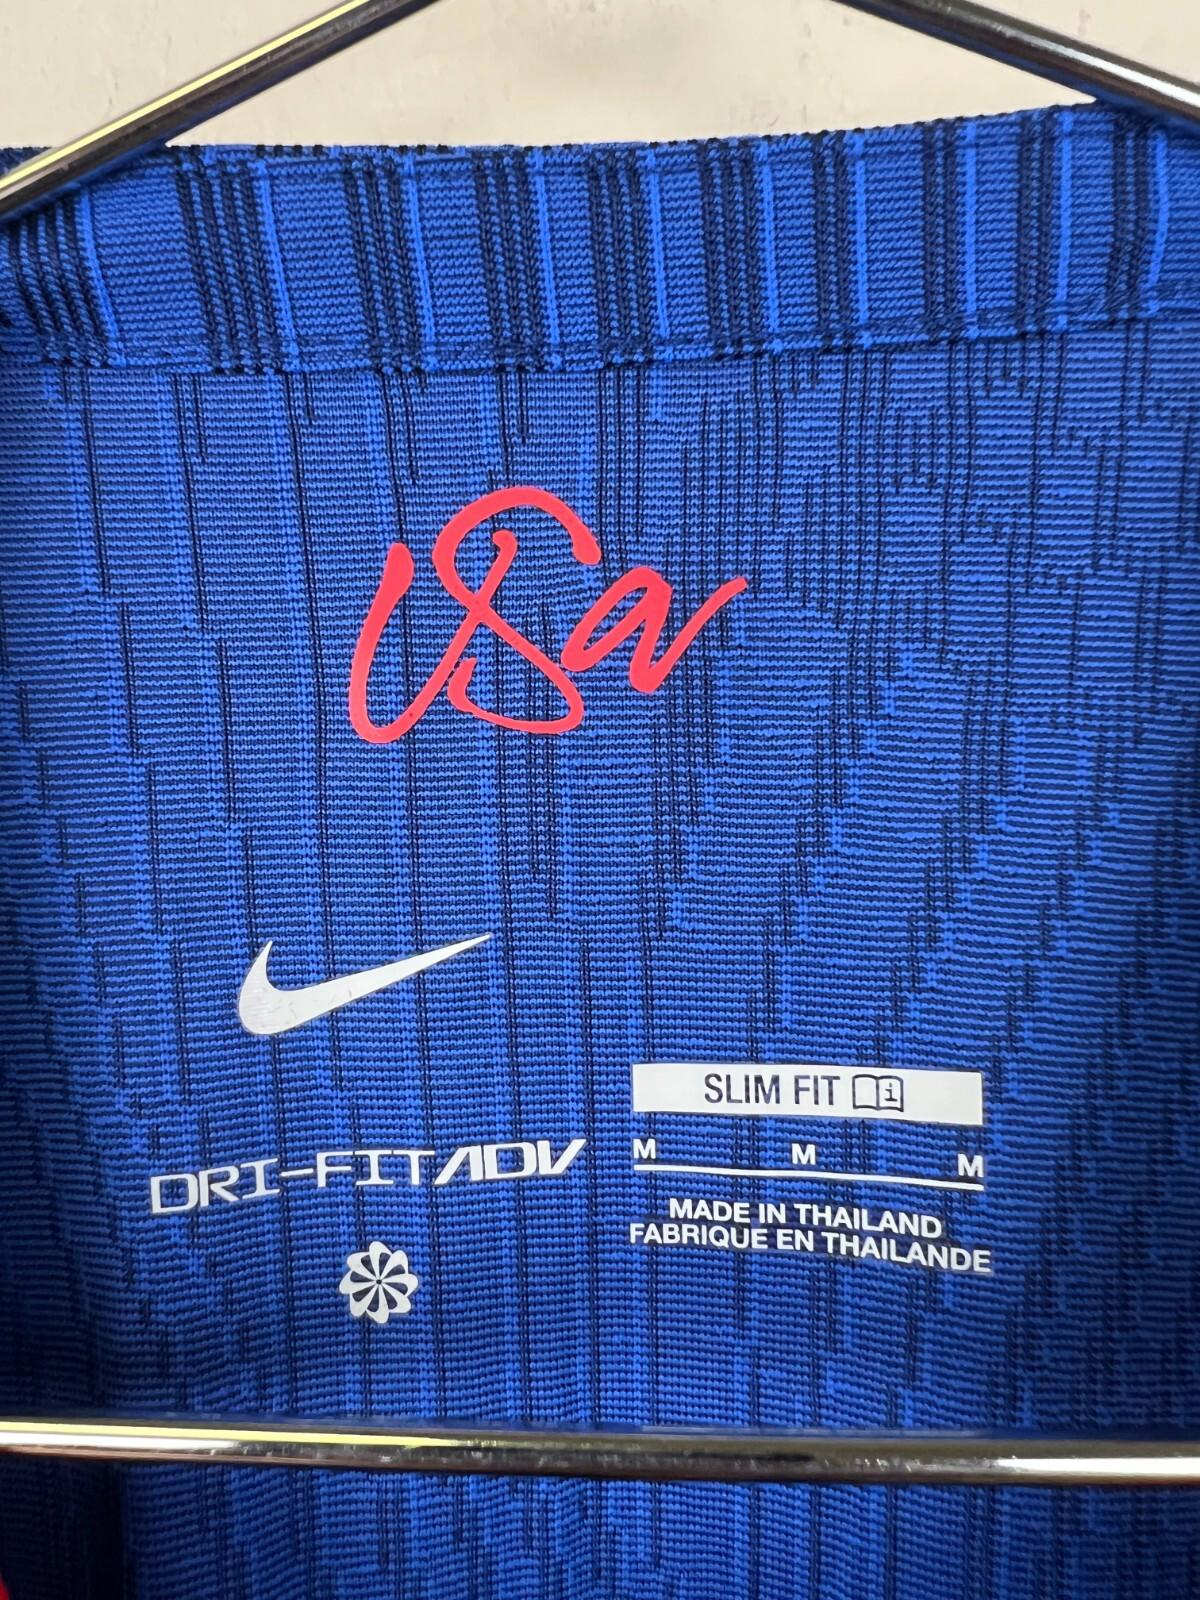 USA
SLIM FIT
M M M
DRI-FIT ADV
MADE IN THAILAND
FABRIQUE EN THAILANDE